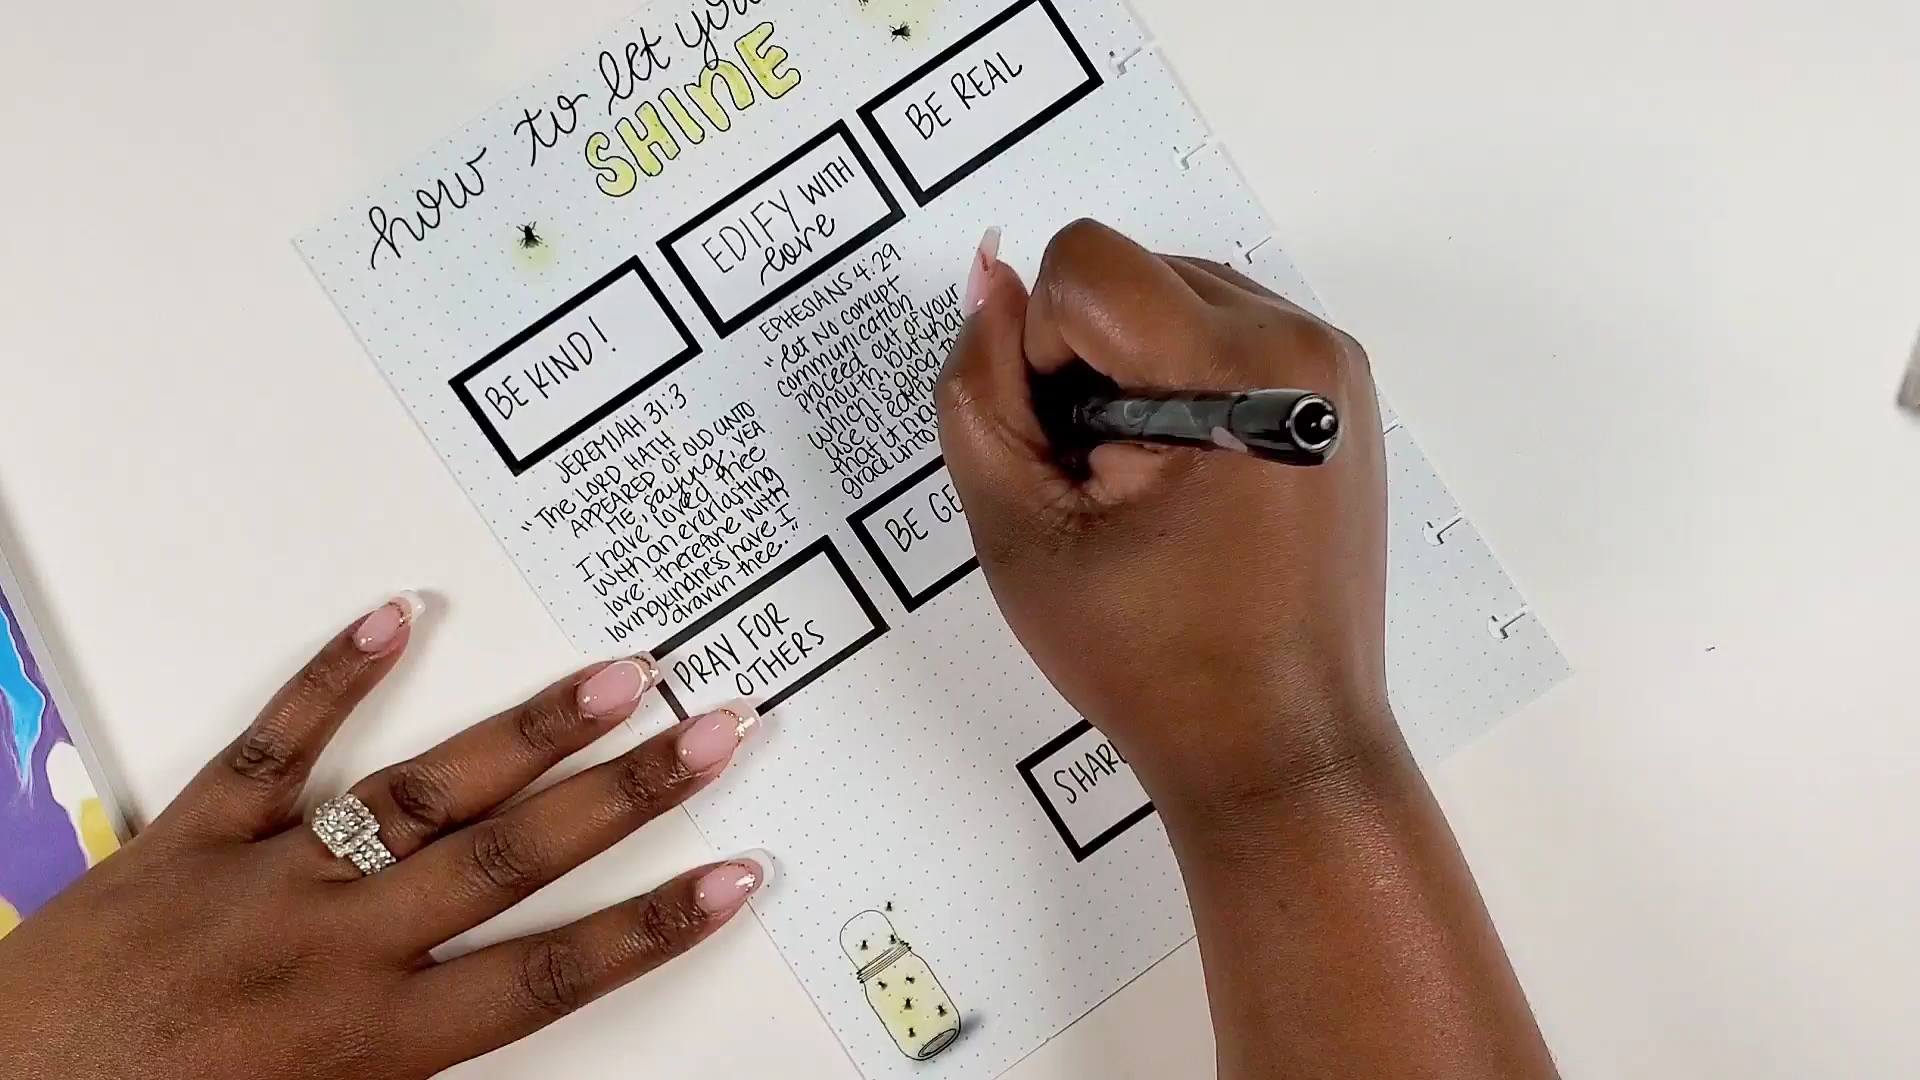 how to let you
SHINE
BE KIND!
JEREMIAH 31:3
"The LORD HATH
APPEARED OF OLD UNTO
ME, saying, YEA
I have loved thee
with an everlasting
love: therefore with
lovingkindness have I
drawn thee."
EDIFY WITH
love
EPHESIANS 4:29
"let NO corrupt
communication
proceed out of your
mouth, but that
which is good to
use of
that it may
unto
BE REAL
PRAY FOR
OTHERS
BE